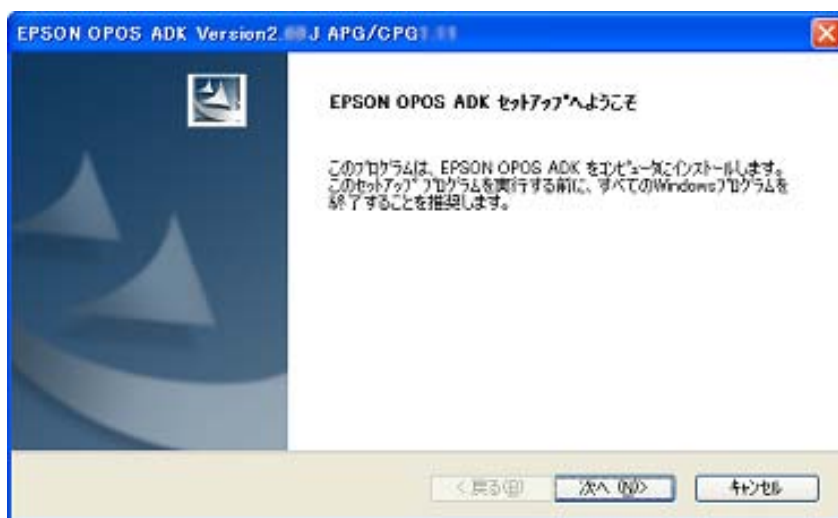 EPSON OPOS ADK Version2. J APG/CPG
EPSON OPOS ADK セットアップへようこそ
このプログラムは、EPSON OPOS ADK をコンピュータにインストールします。
このセットアップ プログラムを実行する前に、すべてのWindowsプログラムを
終了することを推奨します。
< 戻る(B)
次へ (N)>
キャンセル